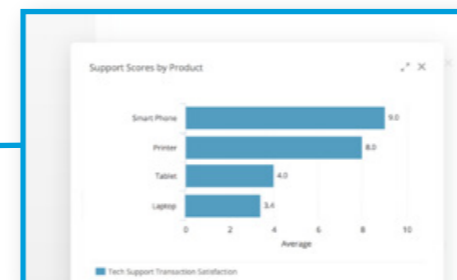 Support Scores by Product
Smart Phone 9.0
Printer 8.0
Tablet 4.0
Laptop 3.4
0 2 4 6 8 10
Average
Tech Support Transaction Satisfaction